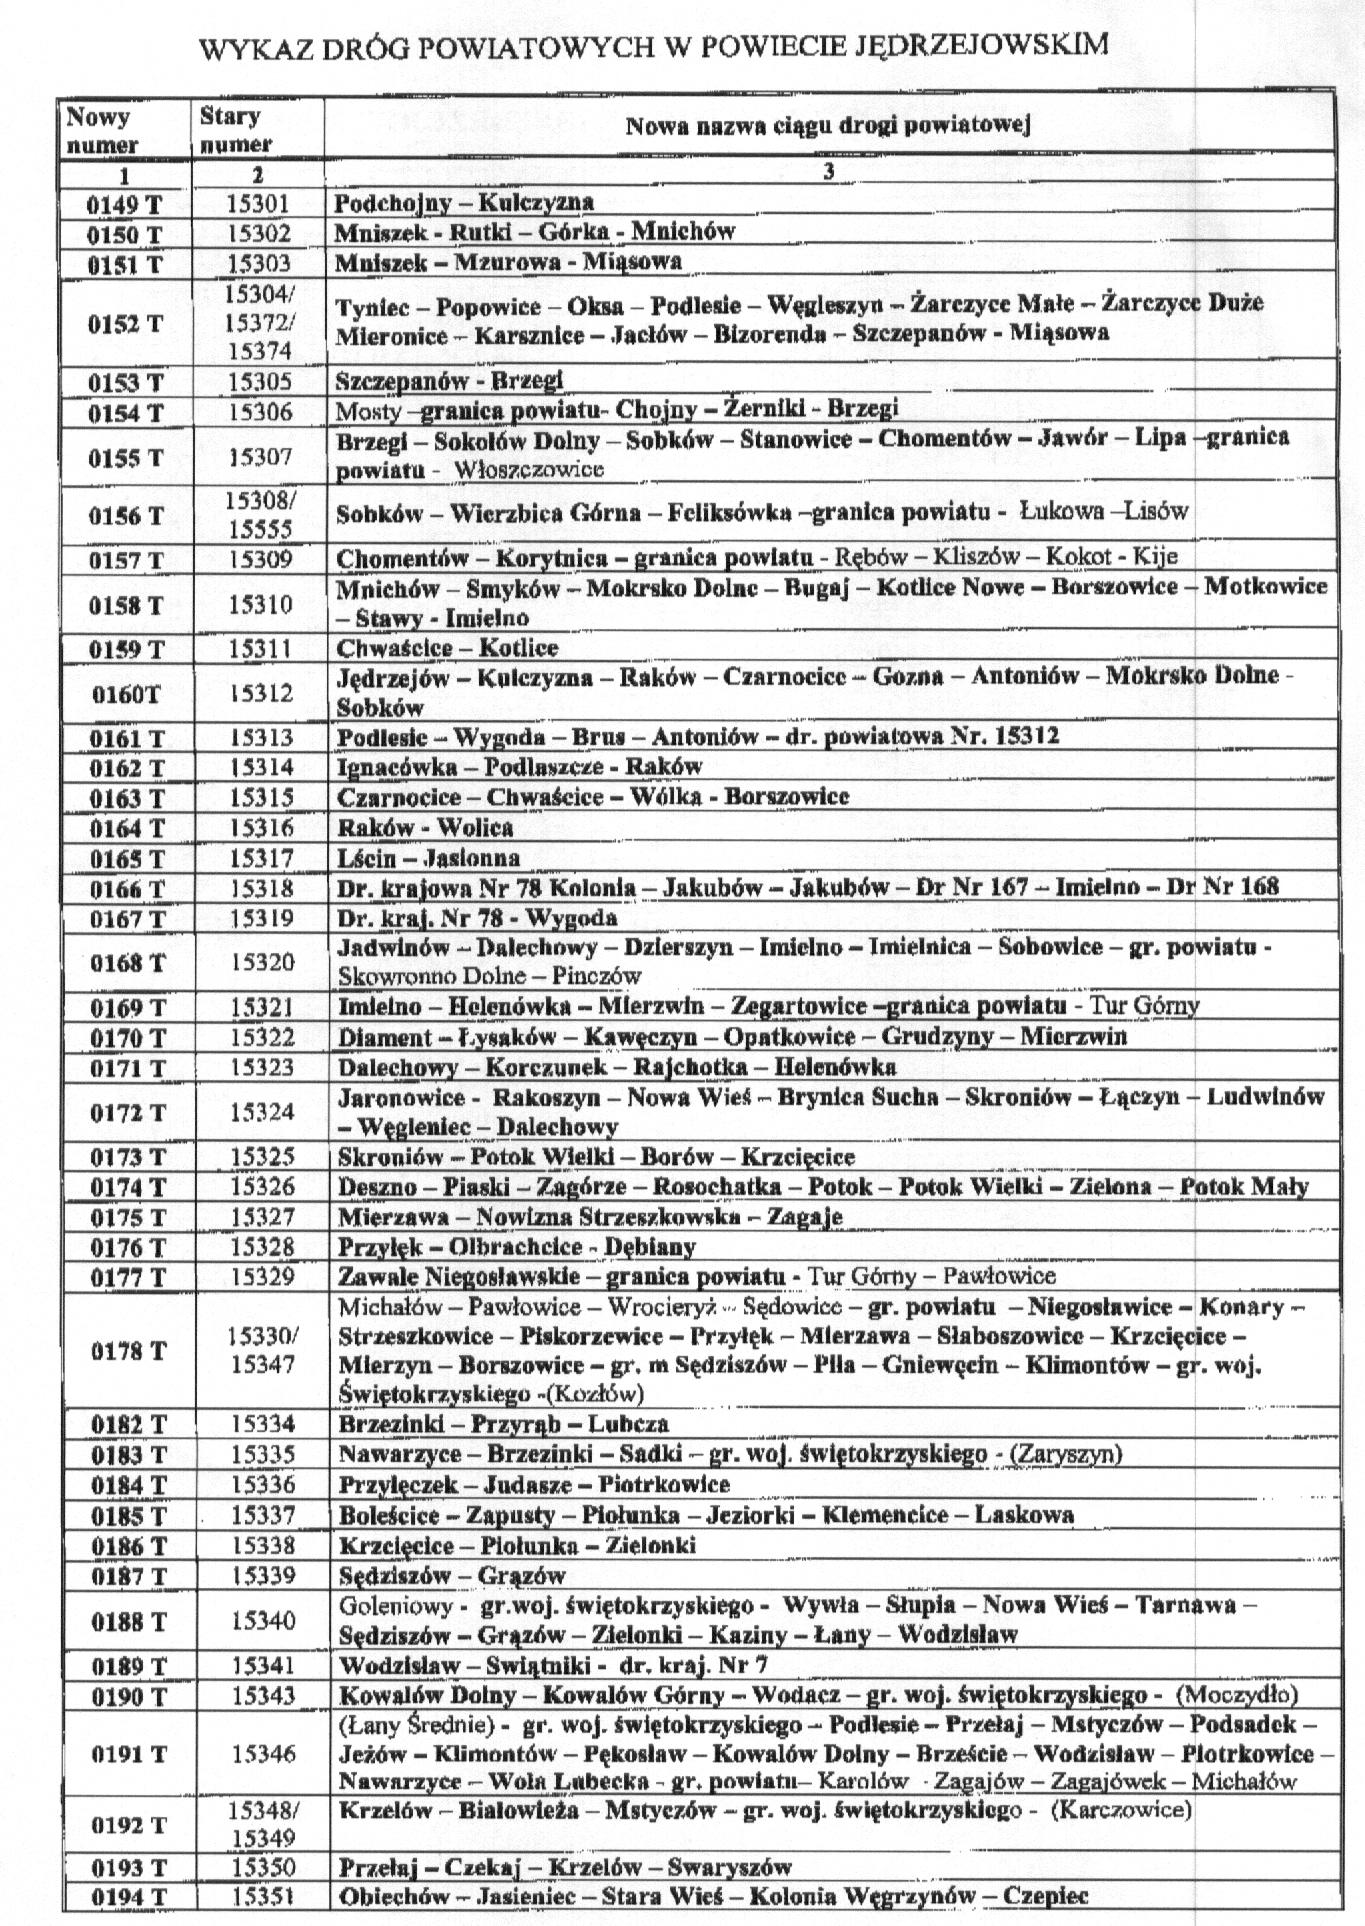 WYKAZ DRÓG POWIATOWYCH W POWIECIE JĘDRZEJOWSKIM
Nowy numer Stary numer Nowa nazwa ciągu drogi powiatowej
1 2 3
0149 T 15301 Podchojny – Kulczyzna
0150 T 15302 Mniszek - Rutki – Górka - Mnichów
0151 T 15303 Mniszek – Mzurowa - Miąsowa
0152 T 15304/ 15372/ 15374 Tyniec – Popowice – Oksa – Podlesie – Węgleszyn – Żarczyce Małe – Żarczyce Duże
Mieronice – Karsznice – Jacłów – Bizorenda – Szczepanów - Miąsowa
0153 T 15305 Szczepanów - Brzegi
0154 T 15306 Mosty –granica powiatu- Chojny – Żerniki - Brzegi
0155 T 15307 Brzegi – Sokołów Dolny – Sobków – Stanowice – Chomentów – Jawór – Lipa –granica
powiatu - Włoszczowice
0156 T 15308/ 15555 Sobków – Wierzbica Górna – Feliksówka –granica powiatu - Łukowa –Lisów
0157 T 15309 Chomentów – Korytnica – granica powiatu - Rębów – Kliszów – Kokot - Kije
0158 T 15310 Mnichów – Smyków – Mokrsko Dolne – Bugaj – Kotlice Nowe – Borszowice – Motkowice
– Stawy - Imielno
0159 T 15311 Chwaścice – Kotlice
0160T 15312 Jędrzejów – Kulczyzna – Raków – Czarnocice – Gozna – Antoniów – Mokrsko Dolne -
Sobków
0161 T 15313 Podlesie – Wygoda – Brus – Antoniów – dr. powiatowa Nr. 15312
0162 T 15314 Ignacówka – Podlaszcze - Raków
0163 T 15315 Czarnocice – Chwaścice – Wólka - Borszowice
0164 T 15316 Raków - Wolica
0165 T 15317 Lścin – Jasionna
0166 T 15318 Dr. krajowa Nr 78 Kolonia – Jakubów – Jakubów – Dr Nr 167 – Imielno – Dr Nr 168
0167 T 15319 Dr. kraj. Nr 78 - Wygoda
0168 T 15320 Jadwinów – Dalechowy – Dzierszyn – Imielno – Imielnica – Sobowice – gr. powiatu -
Skowronno Dolne – Pinczów
0169 T 15321 Imielno – Helenówka – Mierzwin – Zegartowice –granica powiatu - Tur Górny
0170 T 15322 Diament – Łysaków – Kawęczyn – Opatkowice – Grudzyny – Mierzwin
0171 T 15323 Dalechowy – Korczunek – Rajchotka – Helenówka
0172 T 15324 Jaronowice - Rakoszyn – Nowa Wieś – Brynica Sucha – Skroniów – Łączyn – Ludwinów
– Węgleniec – Dalechowy
0173 T 15325 Skroniów – Potok Wielki – Borów – Krzcięcice
0174 T 15326 Deszno – Piaski – Zagórze – Rosochatka – Potok – Potok Wielki – Zielona – Potok Mały
0175 T 15327 Mierzawa – Nowizna Strzeszkowska – Zagaje
0176 T 15328 Przyłęk – Olbrachcice - Dębiany
0177 T 15329 Zawale Niegosławskie – granica powiatu - Tur Górny – Pawłowice
0178 T 15330/ 15347 Michałów – Pawłowice – Wrocieryż – Sędowice – gr. powiatu – Niegosławice – Konary –
Strzeszkowice – Piskorzewice – Przyłęk – Mierzawa – Słaboszowice – Krzcięcice –
Mierzyn – Borszowice – gr. m Sędziszów – Piła – Gniewęcin – Klimontów – gr. woj.
Świętokrzyskiego -(Kozłów)
0182 T 15334 Brzezinki – Przyrąb – Lubcza
0183 T 15335 Nawarzyce – Brzezinki – Sadki – gr. woj. świętokrzyskiego - (Zaryszyn)
0184 T 15336 Przyłęczek – Judasze – Piotrkowice
0185 T 15337 Boleścice – Zapusty – Piołunka – Jeziorki – Klemencice – Laskowa
0186 T 15338 Krzcięcice – Piołunka – Zielonki
0187 T 15339 Sędziszów – Grązów
0188 T 15340 Goleniowy - gr.woj. świętokrzyskiego - Wywła – Słupia – Nowa Wieś – Tarnawa –
Sędziszów – Grązów – Zielonki – Kaziny – Łany – Wodzisław
0189 T 15341 Wodzisław – Swiątniki - dr. kraj. Nr 7
0190 T 15343 Kowalów Dolny – Kowalów Górny – Wodacz – gr. woj. świętokrzyskiego - (Moczydło)
0191 T 15346 (Łany Średnie) - gr. woj. świętokrzyskiego – Podlesie – Przełaj – Mstyczów – Podsadek –
Jeżów – Klimontów – Pękosław – Kowalów Dolny – Brzeście – Wodzisław – Piotrkowice –
Nawarzyce – Wola Lubecka - gr. powiatu– Karolów - Zagajów – Zagajówek – Michałów
0192 T 15348/ 15349 Krzelów – Białowieża – Mstyczów – gr. woj. świętokrzyskiego - (Karczowice)
0193 T 15350 Przełaj – Czekaj – Krzelów – Swaryszów
0194 T 15351 Obiechów – Jasieniec – Stara Wieś – Kolonia Węgrzynów – Czepiec